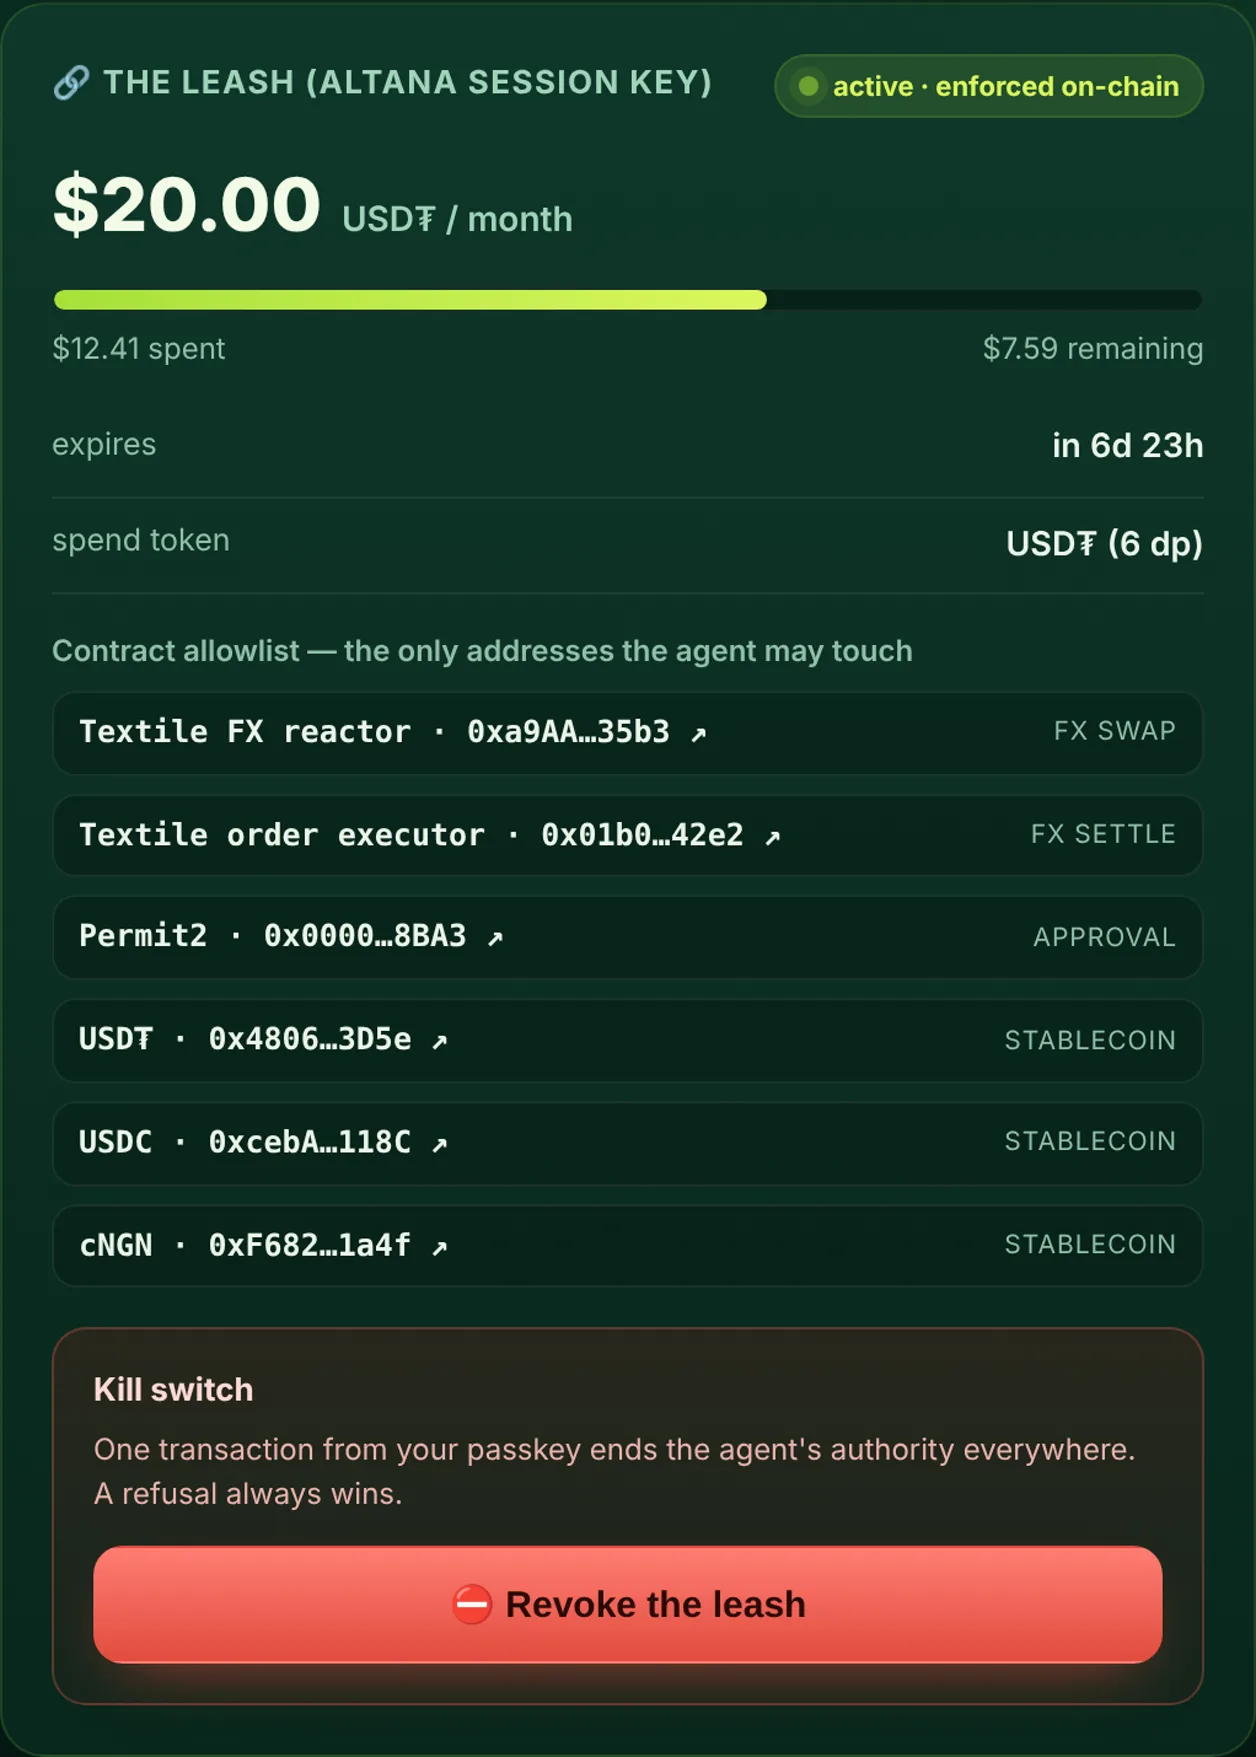 🔗 THE LEASH (ALTANA SESSION KEY)
active · enforced on-chain
$20.00 USD₮ / month
$12.41 spent
$7.59 remaining
expires
in 6d 23h
spend token
USD₮ (6 dp)
Contract allowlist — the only addresses the agent may touch
Textile FX reactor · 0xa9AA…35b3 ↗
FX SWAP
Textile order executor · 0x01b0…42e2 ↗
FX SETTLE
Permit2 · 0x0000…8BA3 ↗
APPROVAL
USD₮ · 0x4806…3D5e ↗
STABLECOIN
USDC · 0xcebA…118C ↗
STABLECOIN
cNGN · 0xF682…1a4f ↗
STABLECOIN
Kill switch
One transaction from your passkey ends the agent's authority everywhere.
A refusal always wins.
⛔ Revoke the leash